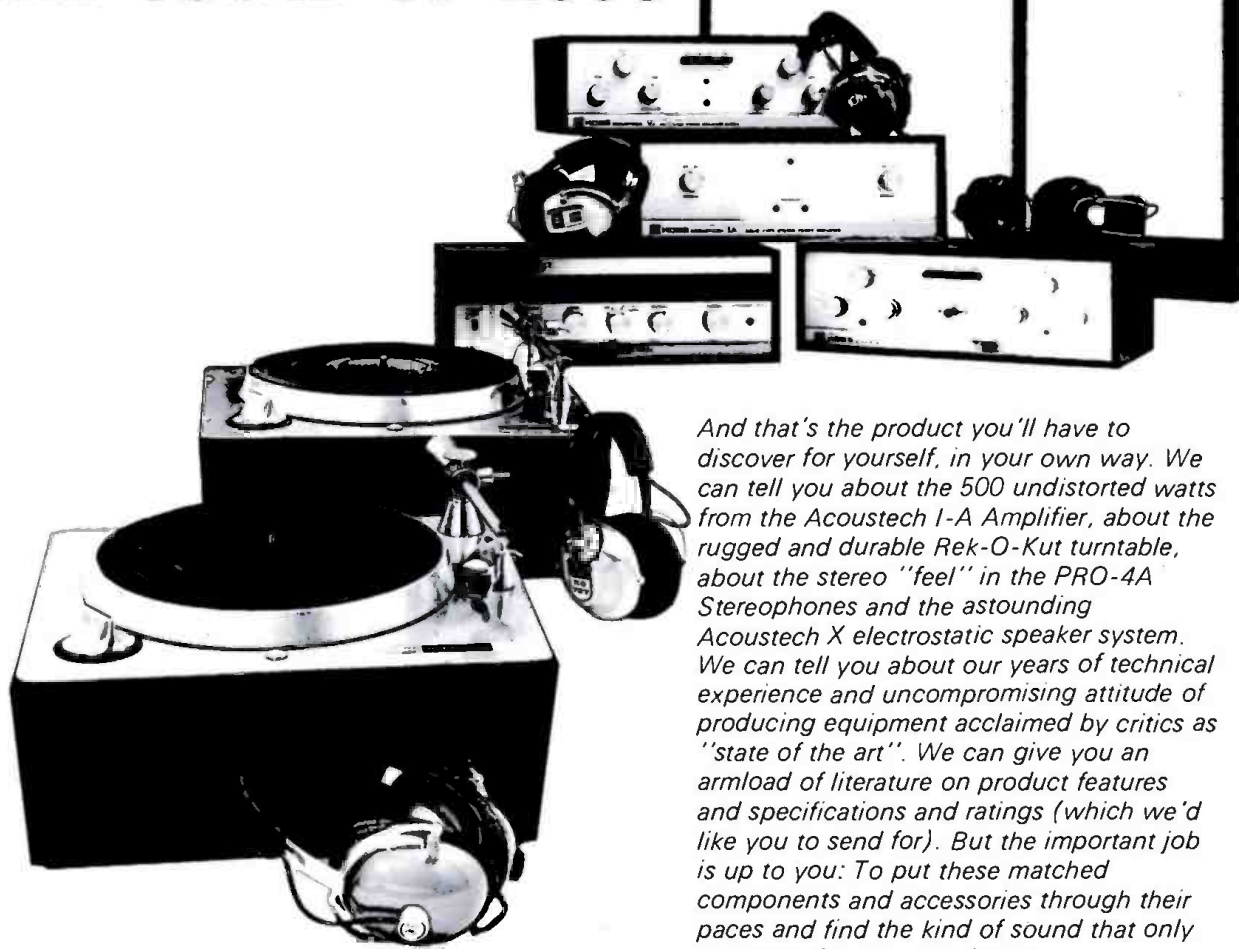 And that's the product you'll have to
discover for yourself, in your own way. We
can tell you about the 500 undistorted watts
from the Acoustech I-A Amplifier, about the
rugged and durable Rek-O-Kut turntable,
about the stereo "feel" in the PRO-4A
Stereophones and the astounding
Acoustech X electrostatic speaker system.
We can tell you about our years of technical
experience and uncompromising attitude of
producing equipment acclaimed by critics as
"state of the art". We can give you an
armload of literature on product features
and specifications and ratings (which we'd
like you to send for). But the important job
is up to you: To put these matched
components and accessories through their
paces and find the kind of sound that only